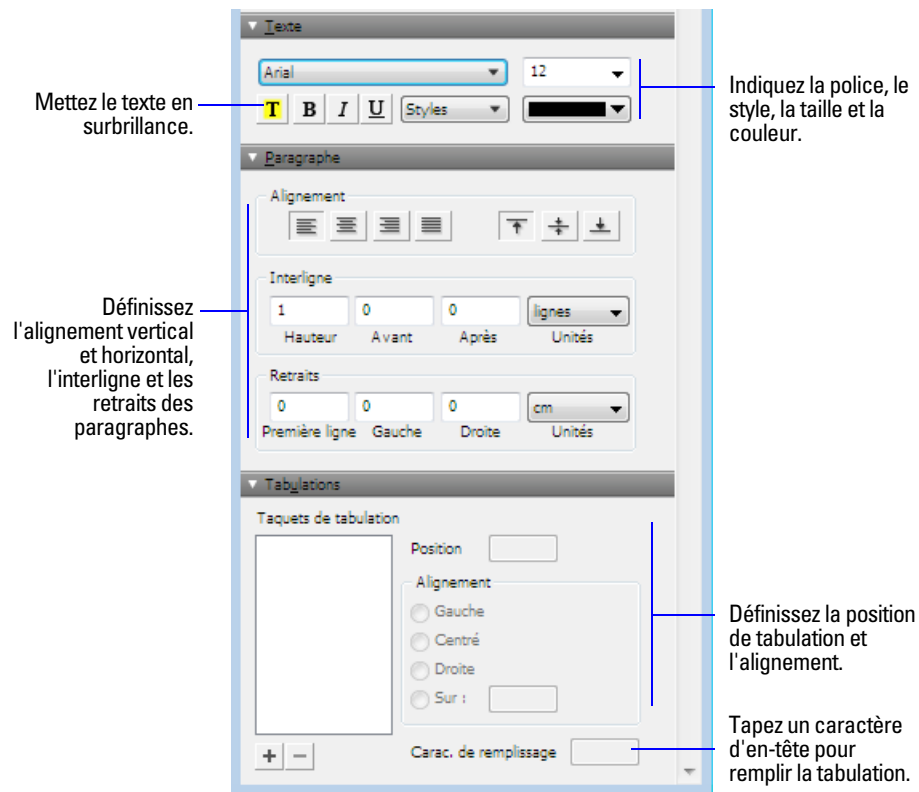 Texte
Arial
12
T B I U Styles
Mettez le texte en
surbrillance.
Indiquez la police, le
style, la taille et la
couleur.
Paragraphe
Alignement
Interligne
1 0 0 lignes
Hauteur Avant Après Unités
Retraits
0 0 0 cm
Première ligne Gauche Droite Unités
Définissez
l'alignement vertical
et horizontal,
l'interligne et les
retraits des
paragraphes.
Tabulations
Taquets de tabulation
Position
Alignement
Gauche
Centré
Droite
Sur :
Définissez la position
de tabulation et
l'alignement.
+ −
Carac. de remplissage
Tapez un caractère
d'en-tête pour
remplir la tabulation.